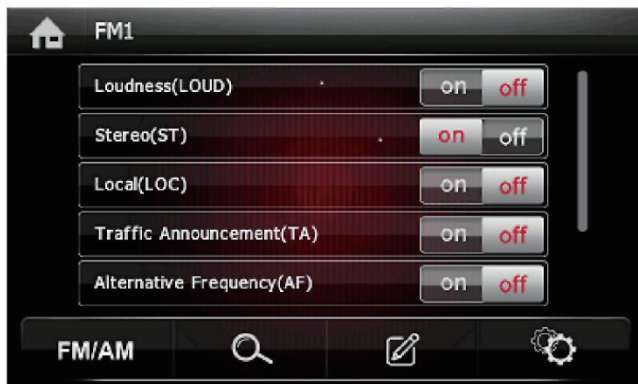 FM1
Loudness(LOUD) on off
Stereo(ST) on off
Local(LOC) on off
Traffic Announcement(TA) on off
Alternative Frequency(AF) on off
FM/AM